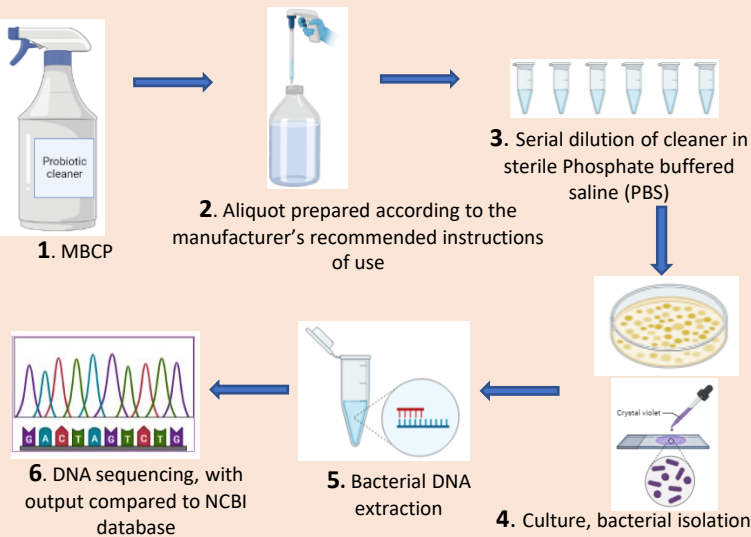 Probiotic
cleaner
1. MBCP
2. Aliquot prepared according to the
manufacturer's recommended instructions
of use
3. Serial dilution of cleaner in
sterile Phosphate buffered
saline (PBS)
Crystal violet
4. Culture, bacterial isolation
5. Bacterial DNA
extraction
G A C T A G T C T G
6. DNA sequencing, with
output compared to NCBI
database